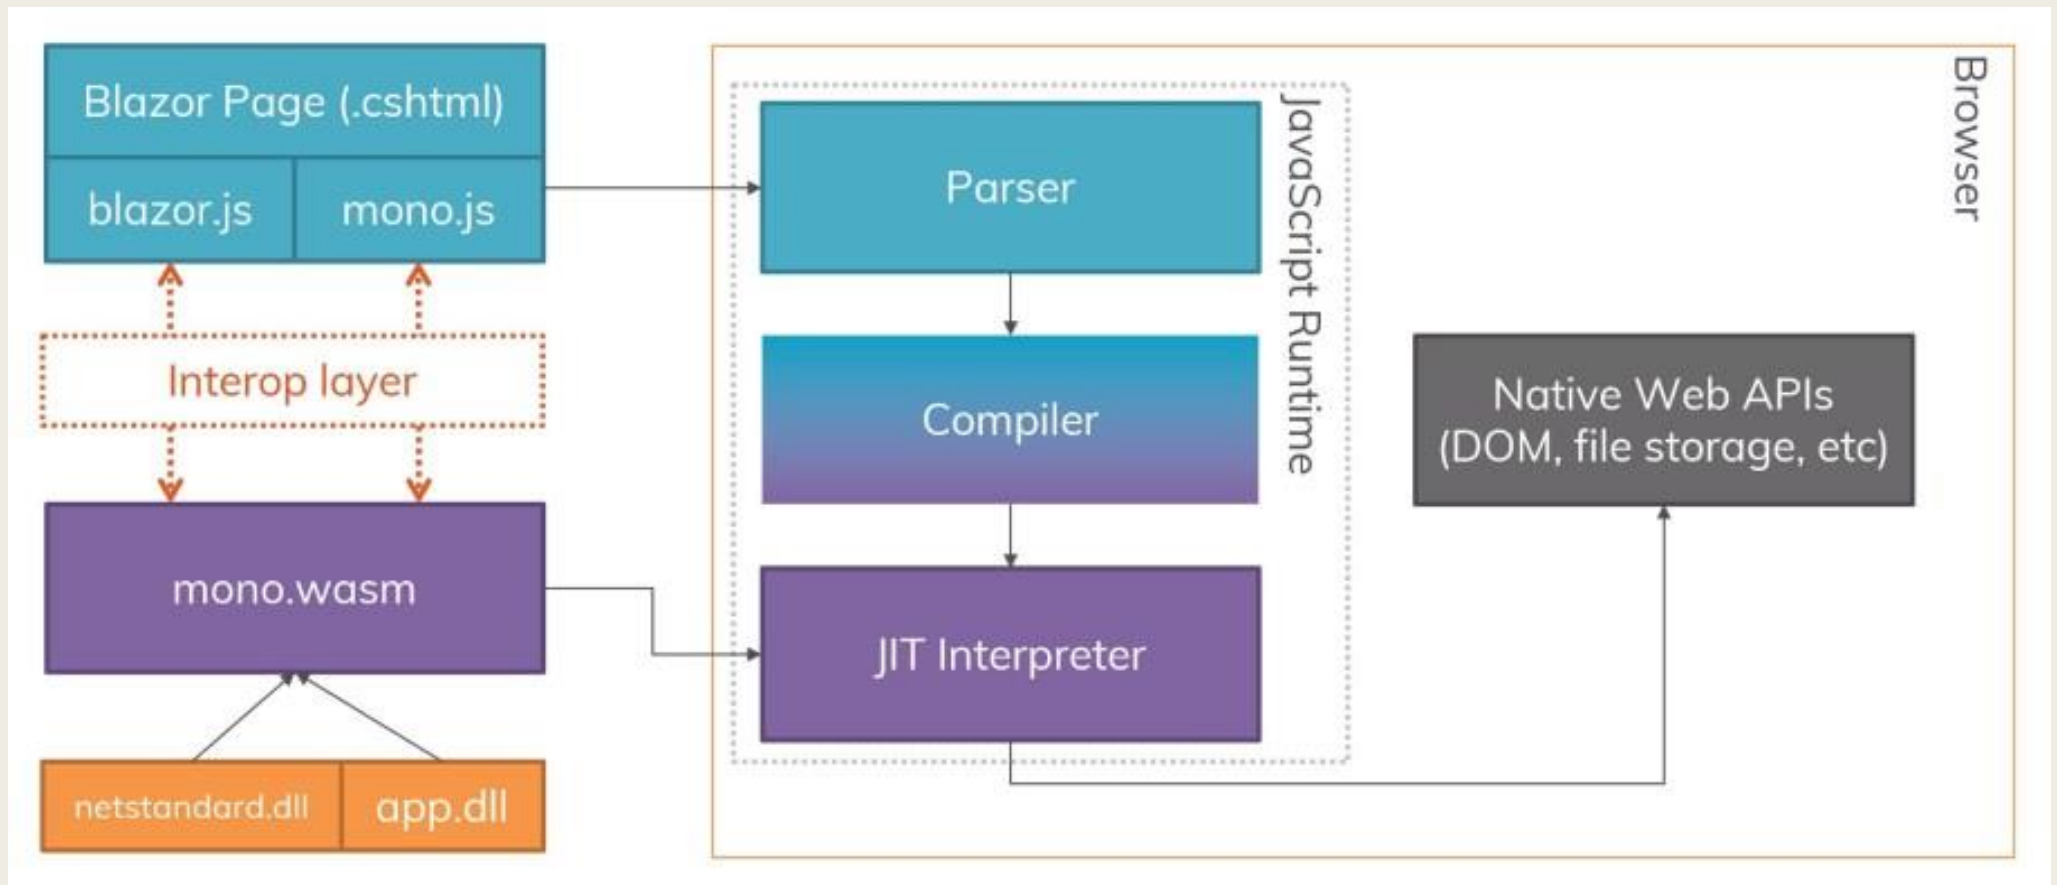 Blazor Page (.cshtml)
blazor.js
mono.js
Interop layer
mono.wasm
netstandard.dll
app.dll
Parser
Compiler
JIT Interpreter
JavaScript Runtime
Native Web APIs
(DOM, file storage, etc)
Browser